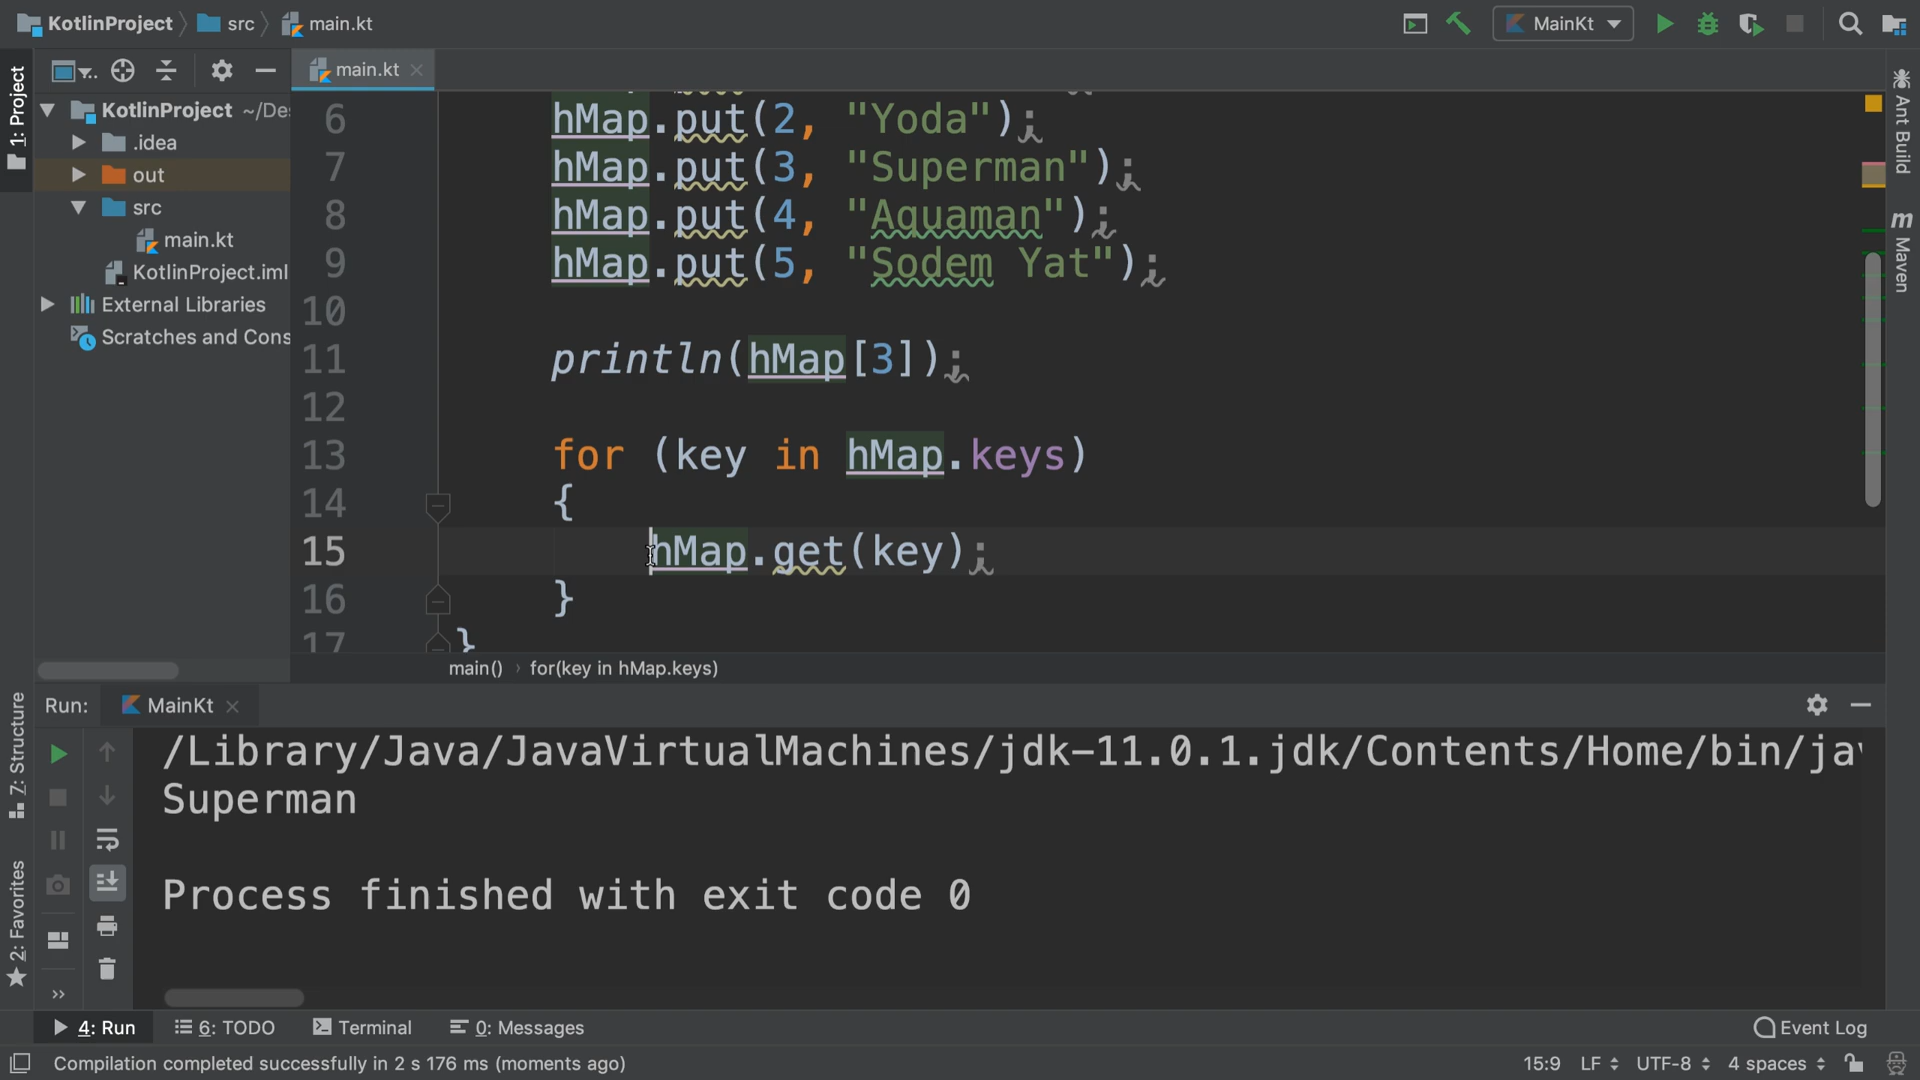 KotlinProject src main.kt MainKt
main.kt
1: Project
KotlinProject ~/De
.idea
out
src
main.kt
KotlinProject.iml
External Libraries
Scratches and Cons
6 hMap.put(2, "Yoda");
7 hMap.put(3, "Superman");
8 hMap.put(4, "Aquaman");
9 hMap.put(5, "Sodem Yat");
10
11 println(hMap[3]);
12
13 for (key in hMap.keys)
14 {
15 hMap.get(key);
16 }
17 }
main() › for(key in hMap.keys)
Ant Build
m Maven
Run: MainKt
/Library/Java/JavaVirtualMachines/jdk-11.0.1.jdk/Contents/Home/bin/jav
Superman
Process finished with exit code 0
7: Structure
2: Favorites
4: Run 6: TODO Terminal 0: Messages Event Log
Compilation completed successfully in 2 s 176 ms (moments ago) 15:9 LF UTF-8 4 spaces